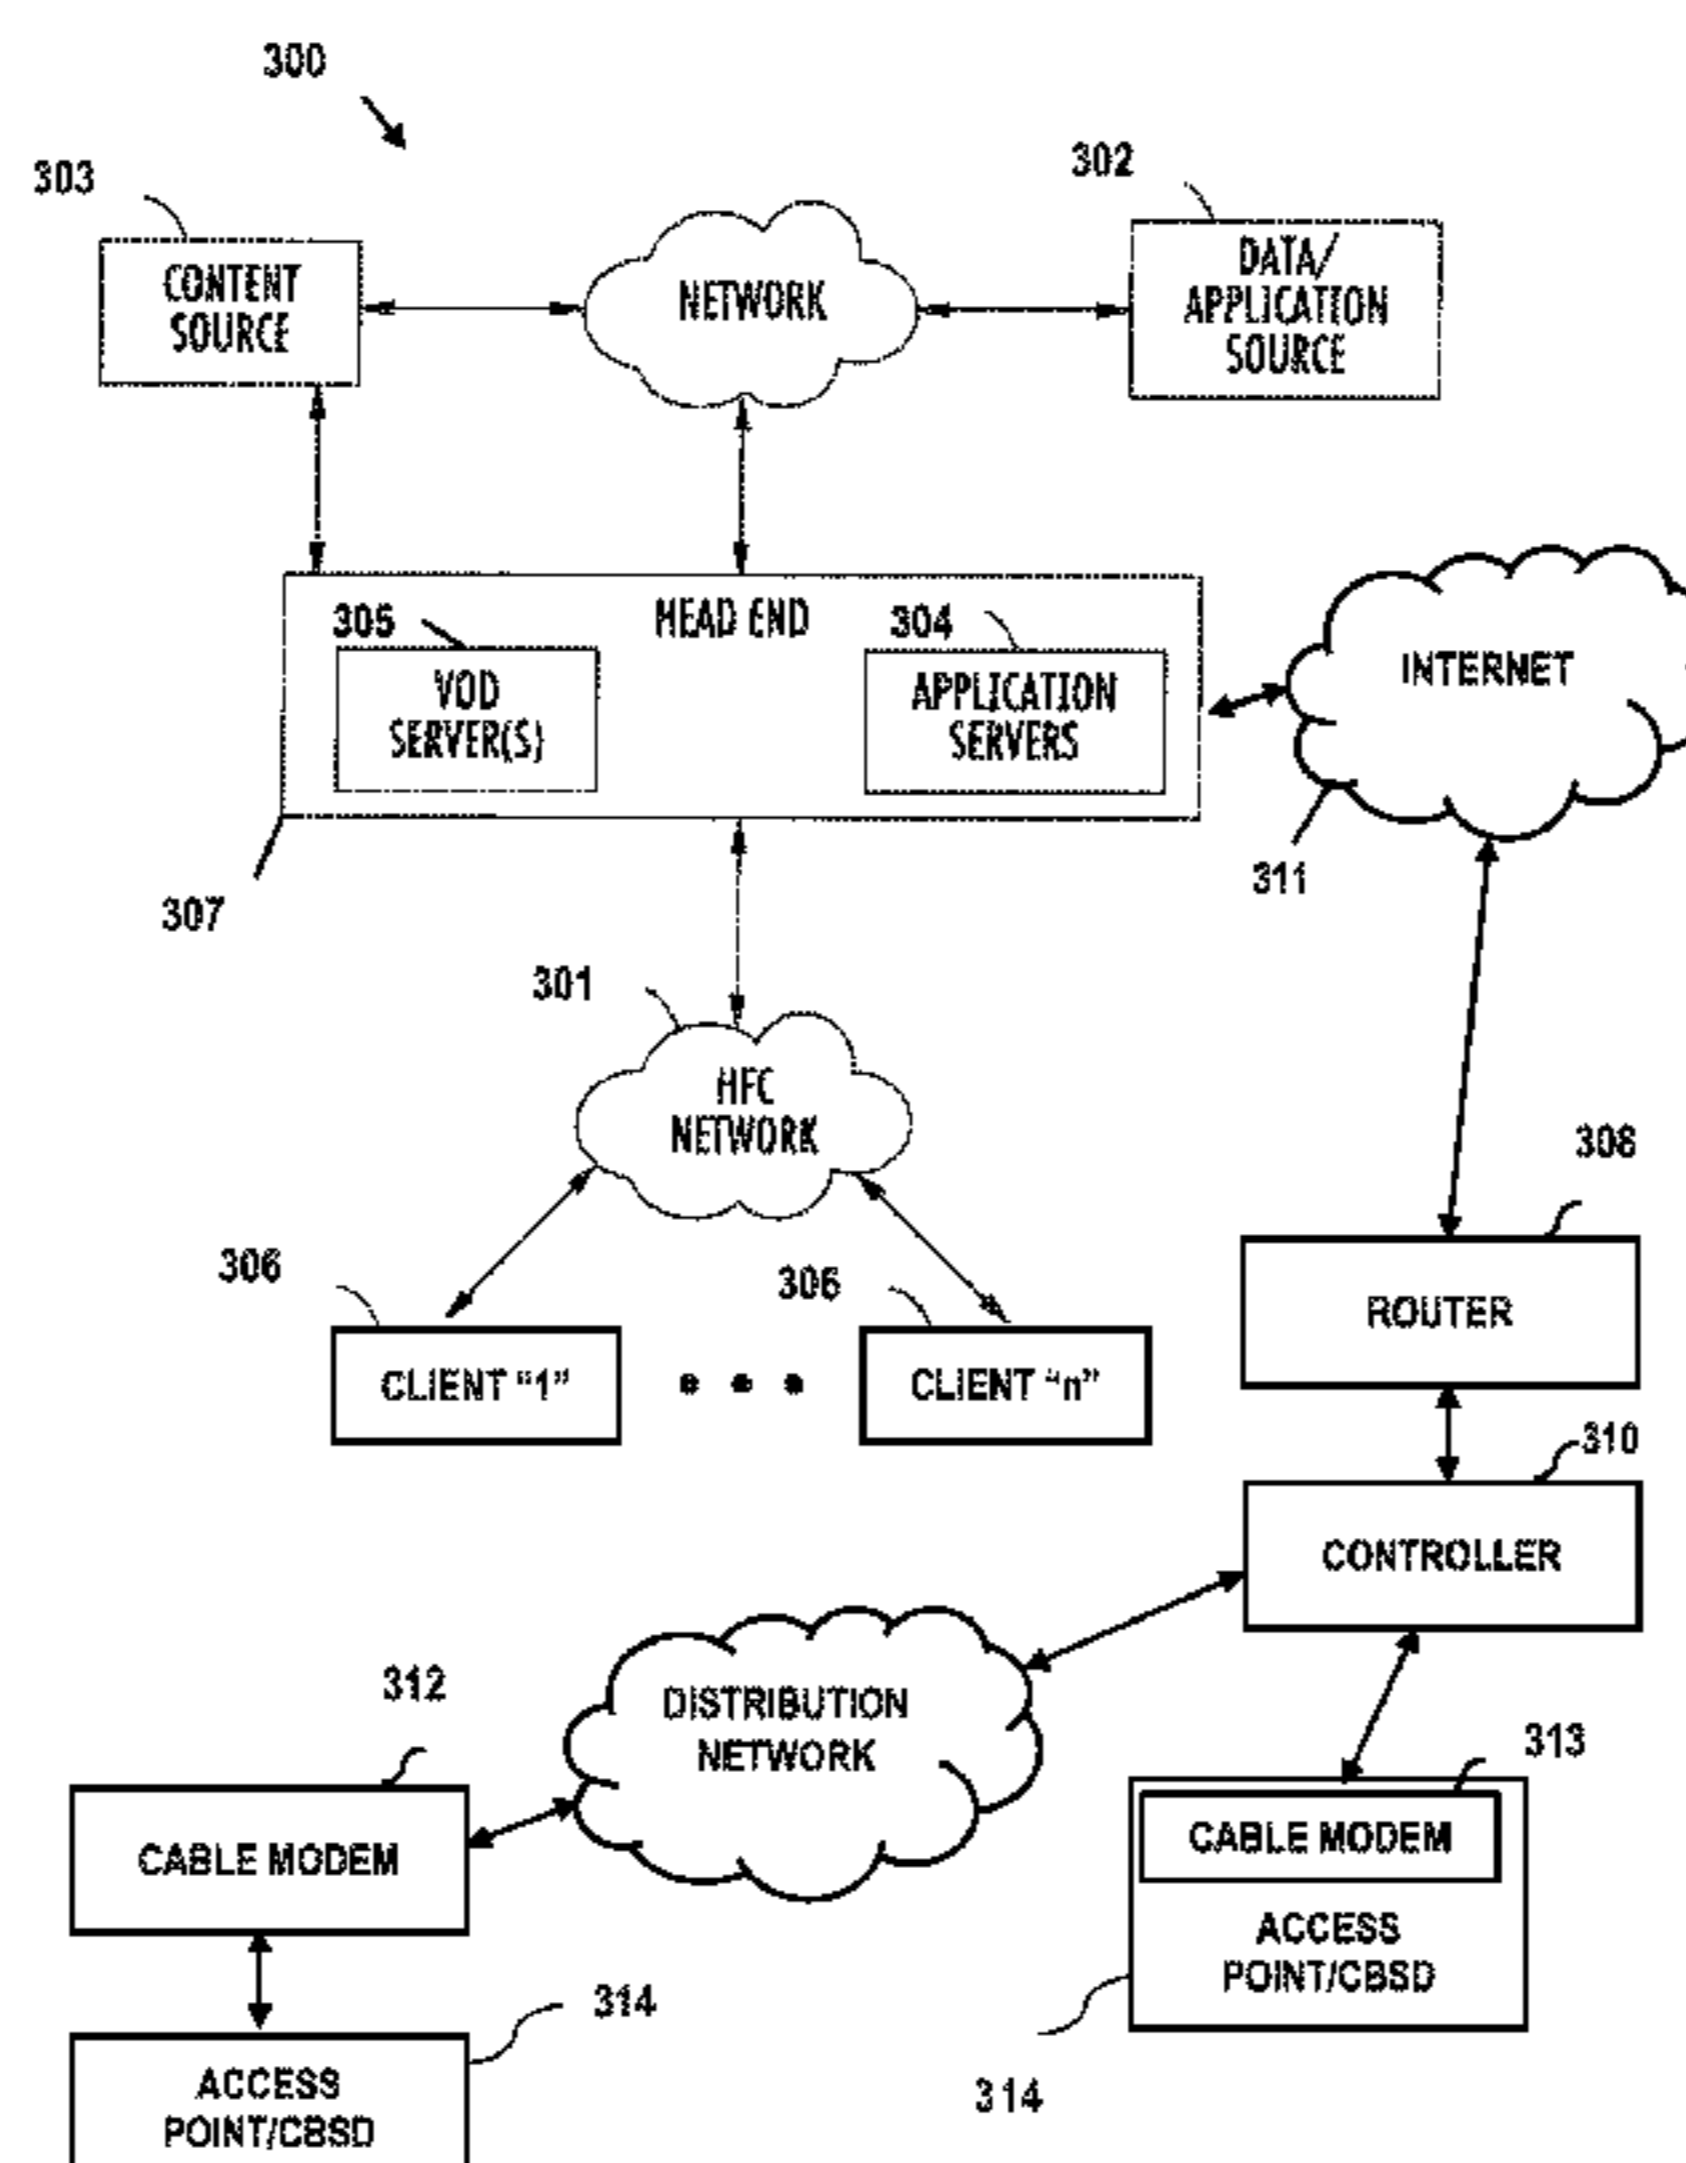 300
303
302
CONTENT
SOURCE
NETWORK
DATA/
APPLICATION
SOURCE
305
HEAD END
304
VOD
SERVER(S)
APPLICATION
SERVERS
INTERNET
311
307
301
HFC
NETWORK
308
306
306
ROUTER
CLIENT "1"
• • •
CLIENT "n"
310
CONTROLLER
312
DISTRIBUTION
NETWORK
313
CABLE MODEM
CABLE MODEM
ACCESS
POINT/CBSD
314
314
ACCESS
POINT/CBSD